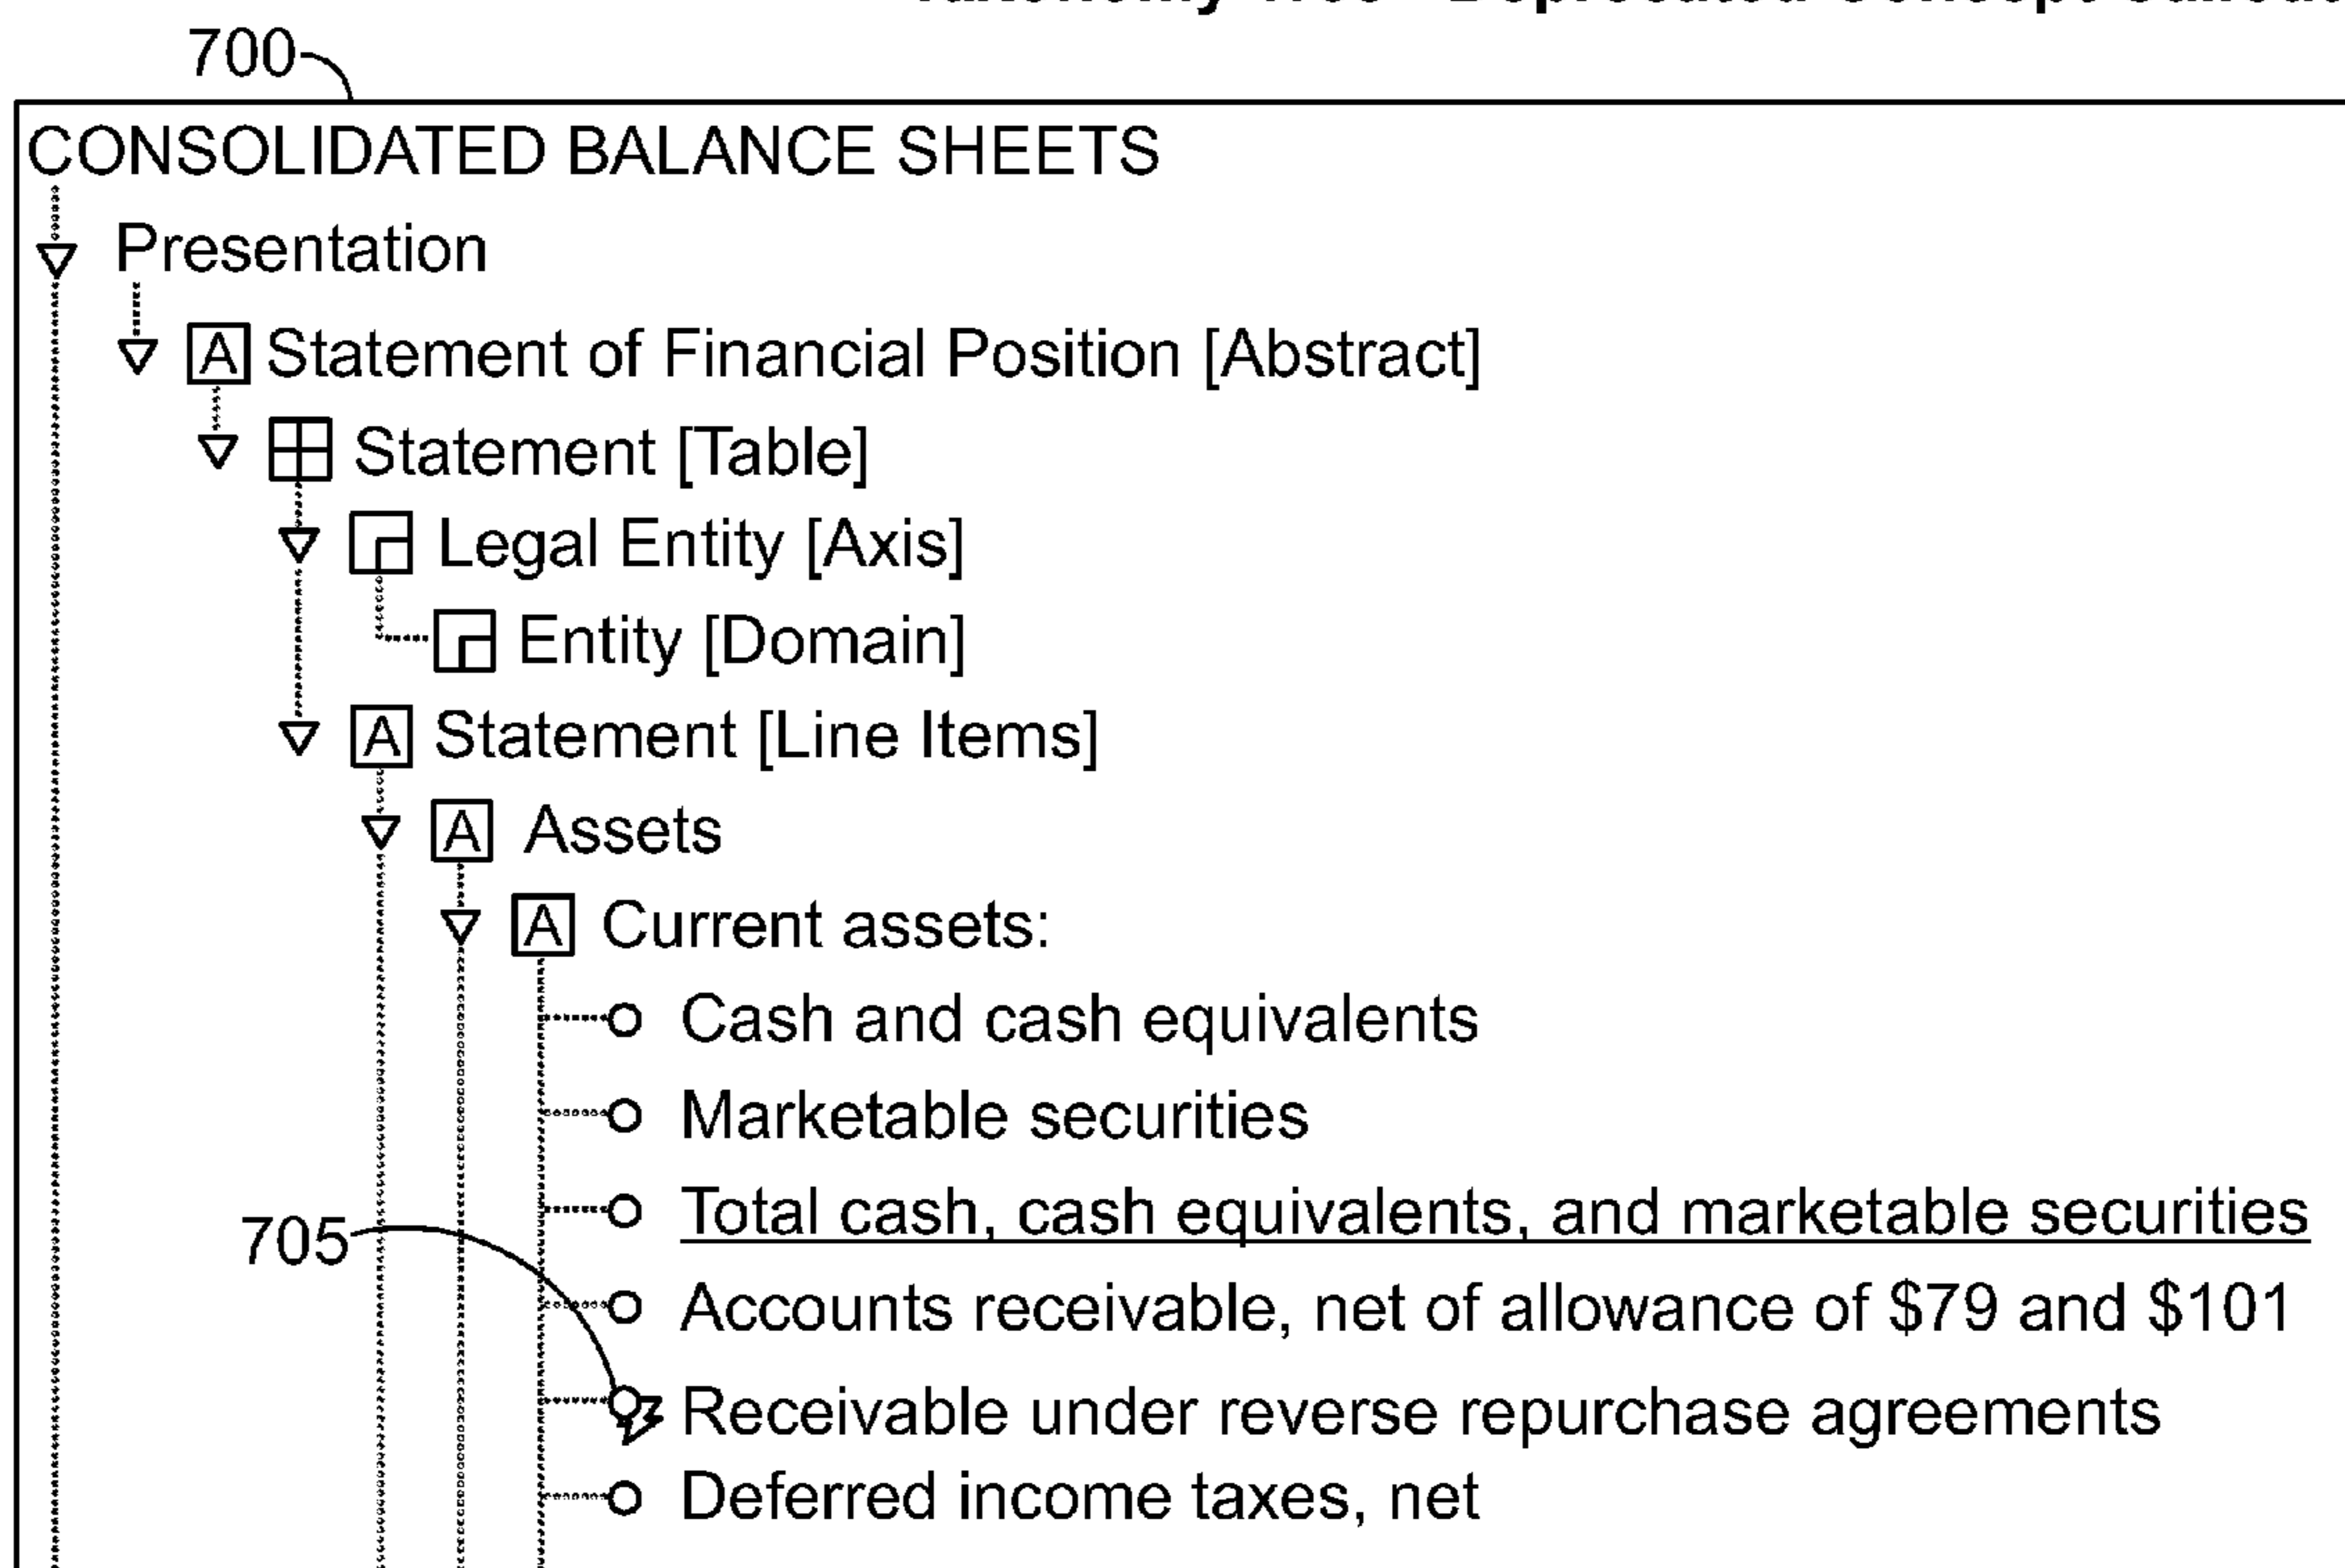 700
CONSOLIDATED BALANCE SHEETS
Presentation
A Statement of Financial Position [Abstract]
Statement [Table]
Legal Entity [Axis]
Entity [Domain]
A Statement [Line Items]
A Assets
A Current assets:
Cash and cash equivalents
Marketable securities
Total cash, cash equivalents, and marketable securities
705
Accounts receivable, net of allowance of $79 and $101
Receivable under reverse repurchase agreements
Deferred income taxes, net